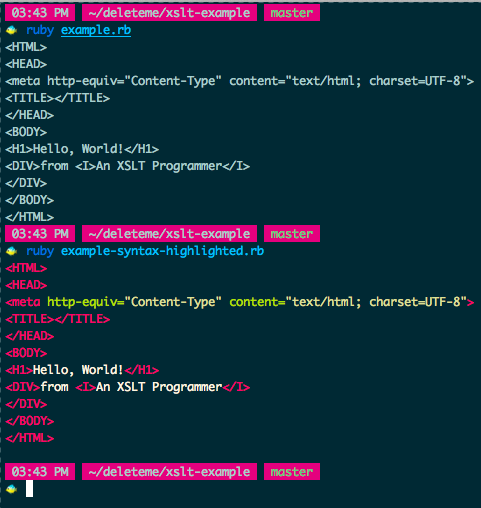 03:43 PM ~/deleteme/xslt-example master
ruby example.rb
<HTML>
<HEAD>
<meta http-equiv="Content-Type" content="text/html; charset=UTF-8">
<TITLE></TITLE>
</HEAD>
<BODY>
<H1>Hello, World!</H1>
<DIV>from <I>An XSLT Programmer</I>
</DIV>
</BODY>
</HTML>
03:43 PM ~/deleteme/xslt-example master
ruby example-syntax-highlighted.rb
<HTML>
<HEAD>
<meta http-equiv="Content-Type" content="text/html; charset=UTF-8">
<TITLE></TITLE>
</HEAD>
<BODY>
<H1>Hello, World!</H1>
<DIV>from <I>An XSLT Programmer</I>
</DIV>
</BODY>
</HTML>
03:43 PM ~/deleteme/xslt-example master